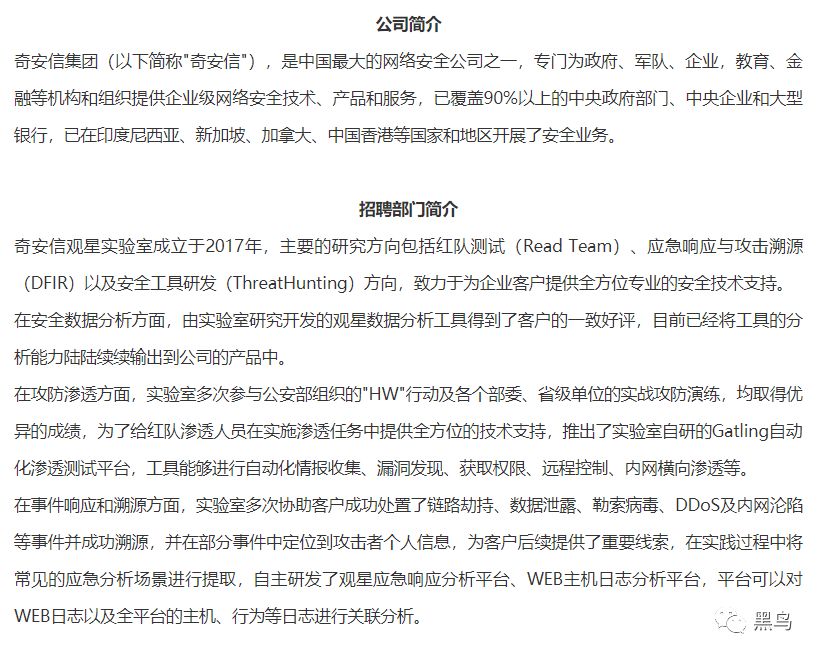 公司简介
奇安信集团（以下简称"奇安信"），是中国最大的网络安全公司之一，专门为政府、军队、企业，教育、金
融等机构和组织提供企业级网络安全技术、产品和服务，已覆盖90%以上的中央政府部门、中央企业和大型
银行，已在印度尼西亚、新加坡、加拿大、中国香港等国家和地区开展了安全业务。
招聘部门简介
奇安信观星实验室成立于2017年，主要的研究方向包括红队测试（Read Team）、应急响应与攻击溯源
（DFIR）以及安全工具研发（ThreatHunting）方向，致力于为企业客户提供全方位专业的安全技术支持。
在安全数据分析方面，由实验室研究开发的观星数据分析工具得到了客户的一致好评，目前已经将工具的分
析能力陆陆续续输出到公司的产品中。
在攻防渗透方面，实验室多次参与公安部组织的"HW"行动及各个部委、省级单位的实战攻防演练，均取得优
异的成绩，为了给红队渗透人员在实施渗透任务中提供全方位的技术支持，推出了实验室自研的Gatling自动
化渗透测试平台，工具能够进行自动化情报收集、漏洞发现、获取权限、远程控制、内网横向渗透等。
在事件响应和溯源方面，实验室多次协助客户成功处置了链路劫持、数据泄露、勒索病毒、DDoS及内网沦陷
等事件并成功溯源，并在部分事件中定位到攻击者个人信息，为客户后续提供了重要线索，在实践过程中将
常见的应急分析场景进行提取，自主研发了观星应急响应分析平台、WEB主机日志分析平台，平台可以对
WEB日志以及全平台的主机、行为等日志进行关联分析。
黑鸟